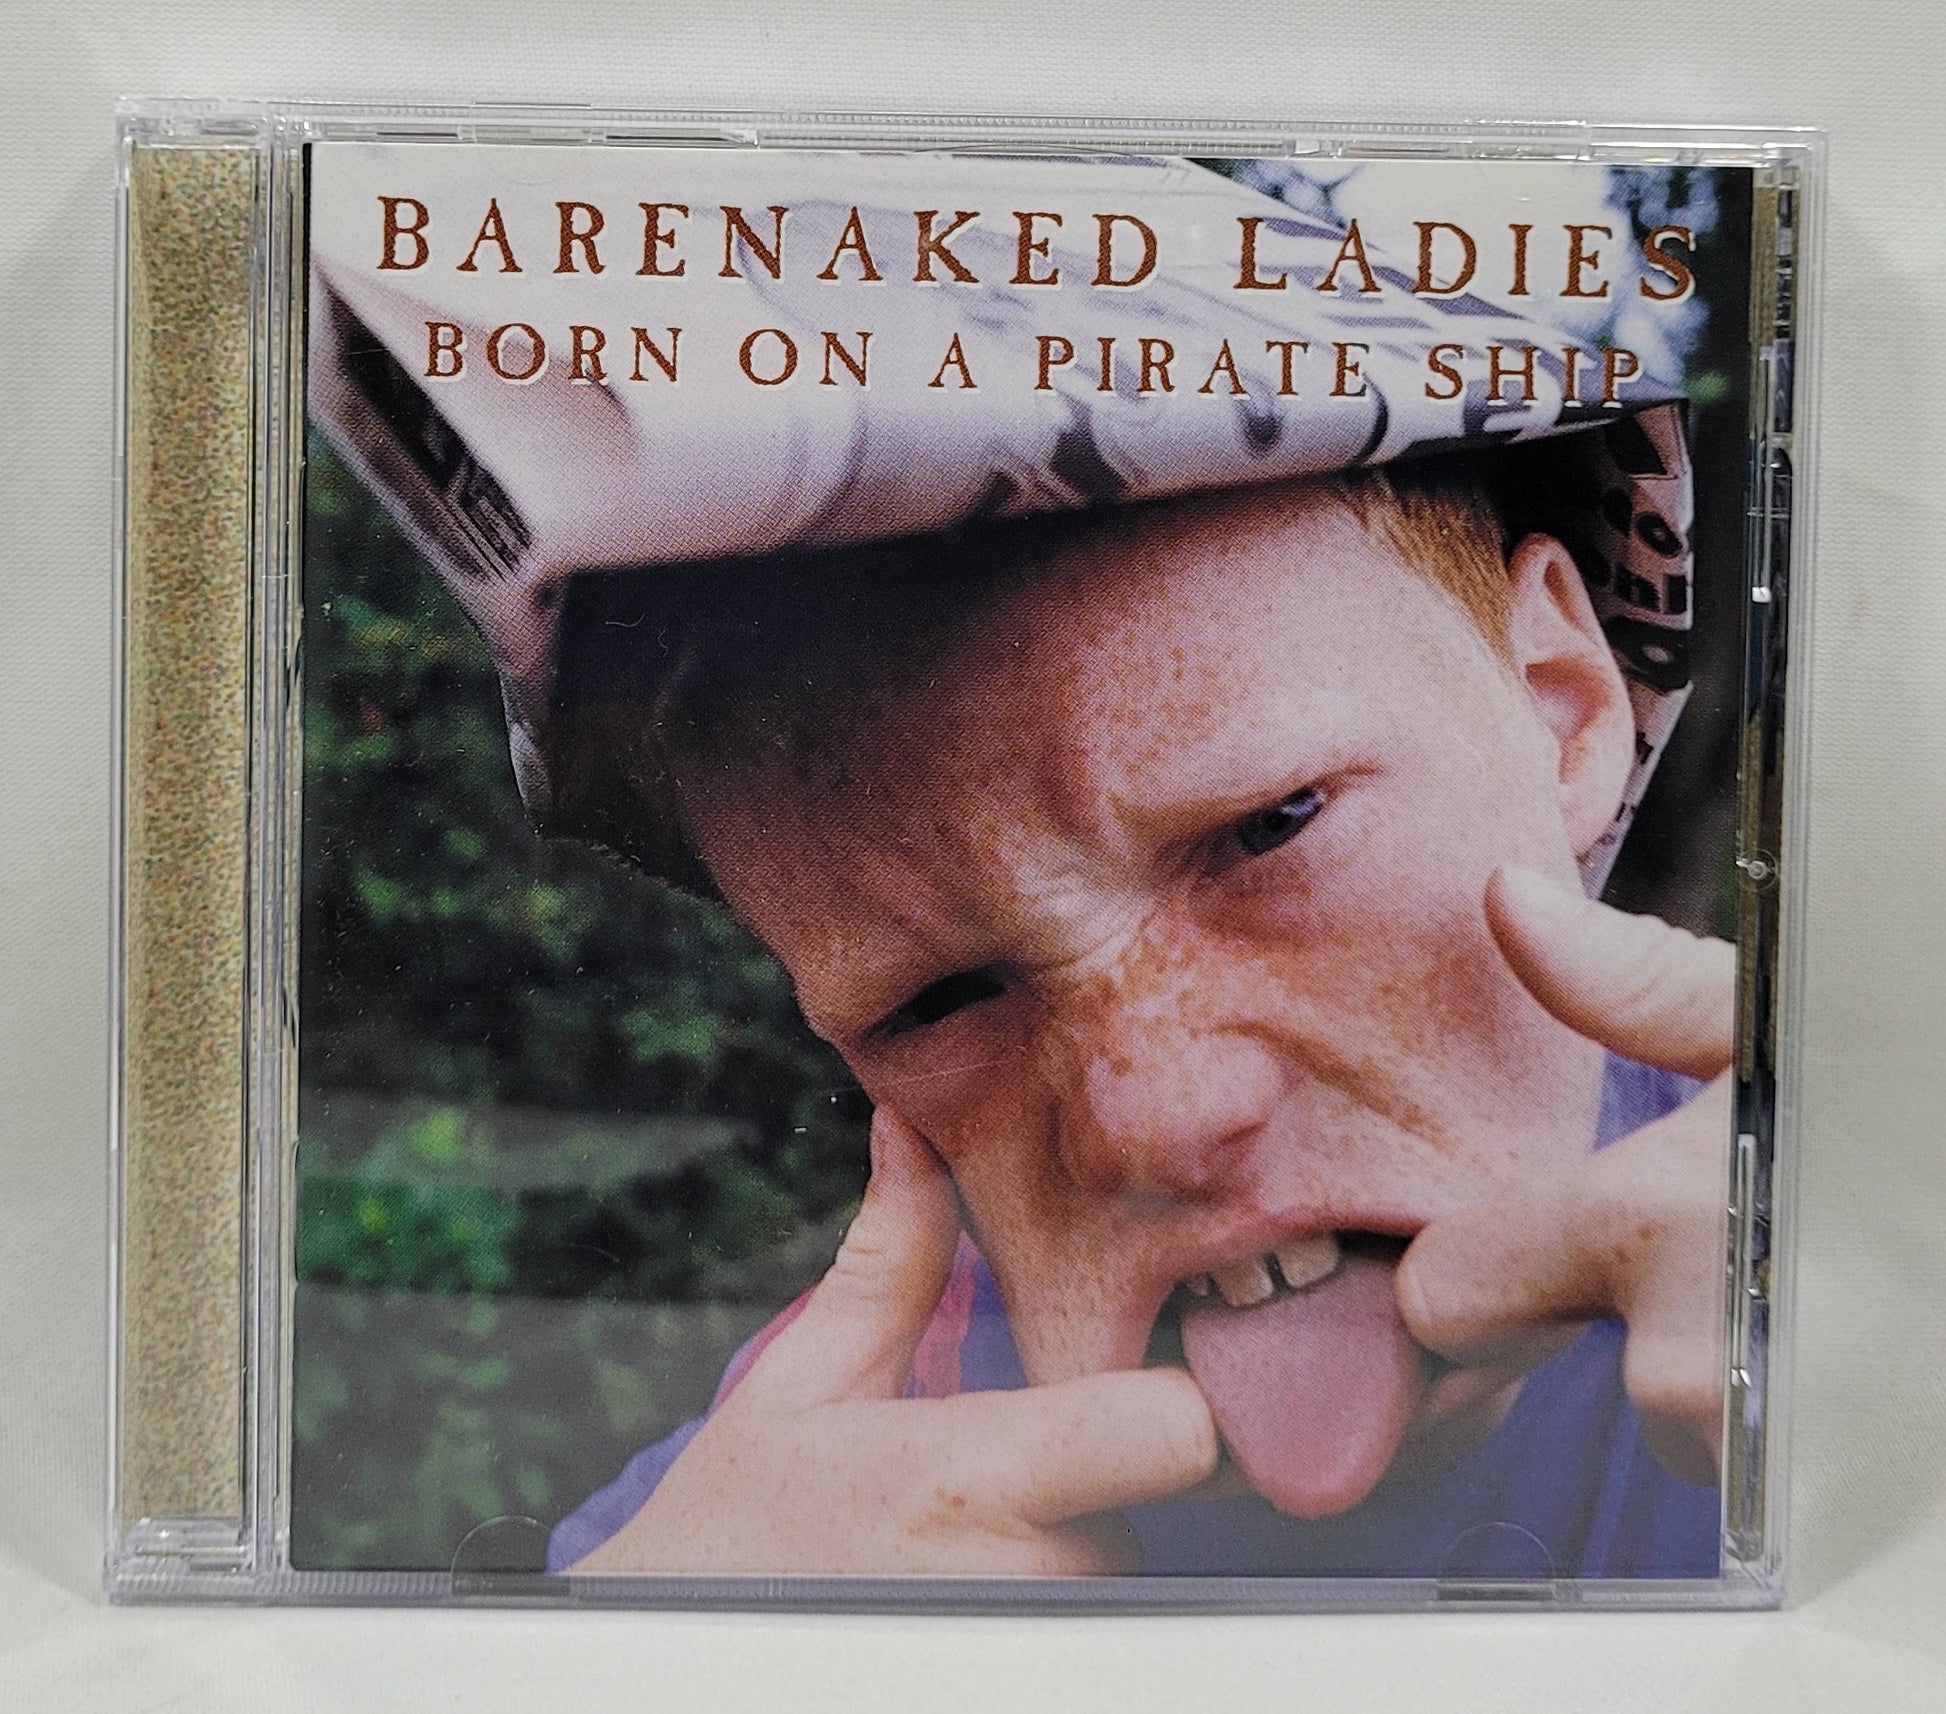 BARENAKED LADIES
BORN ON A PIRATE SHIP